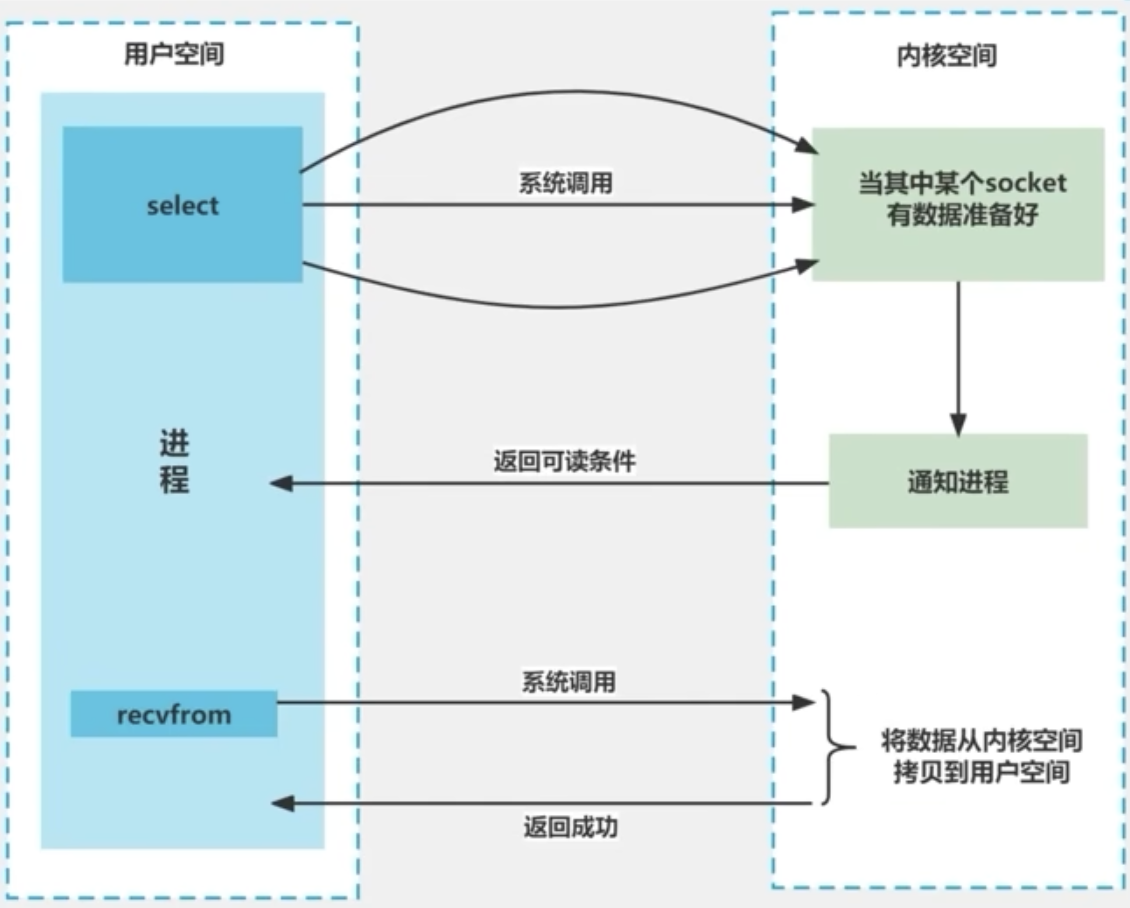 用户空间
内核空间
select
系统调用
当其中某个socket
有数据准备好
进
程
返回可读条件
通知进程
recvfrom
系统调用
将数据从内核空间
拷贝到用户空间
返回成功